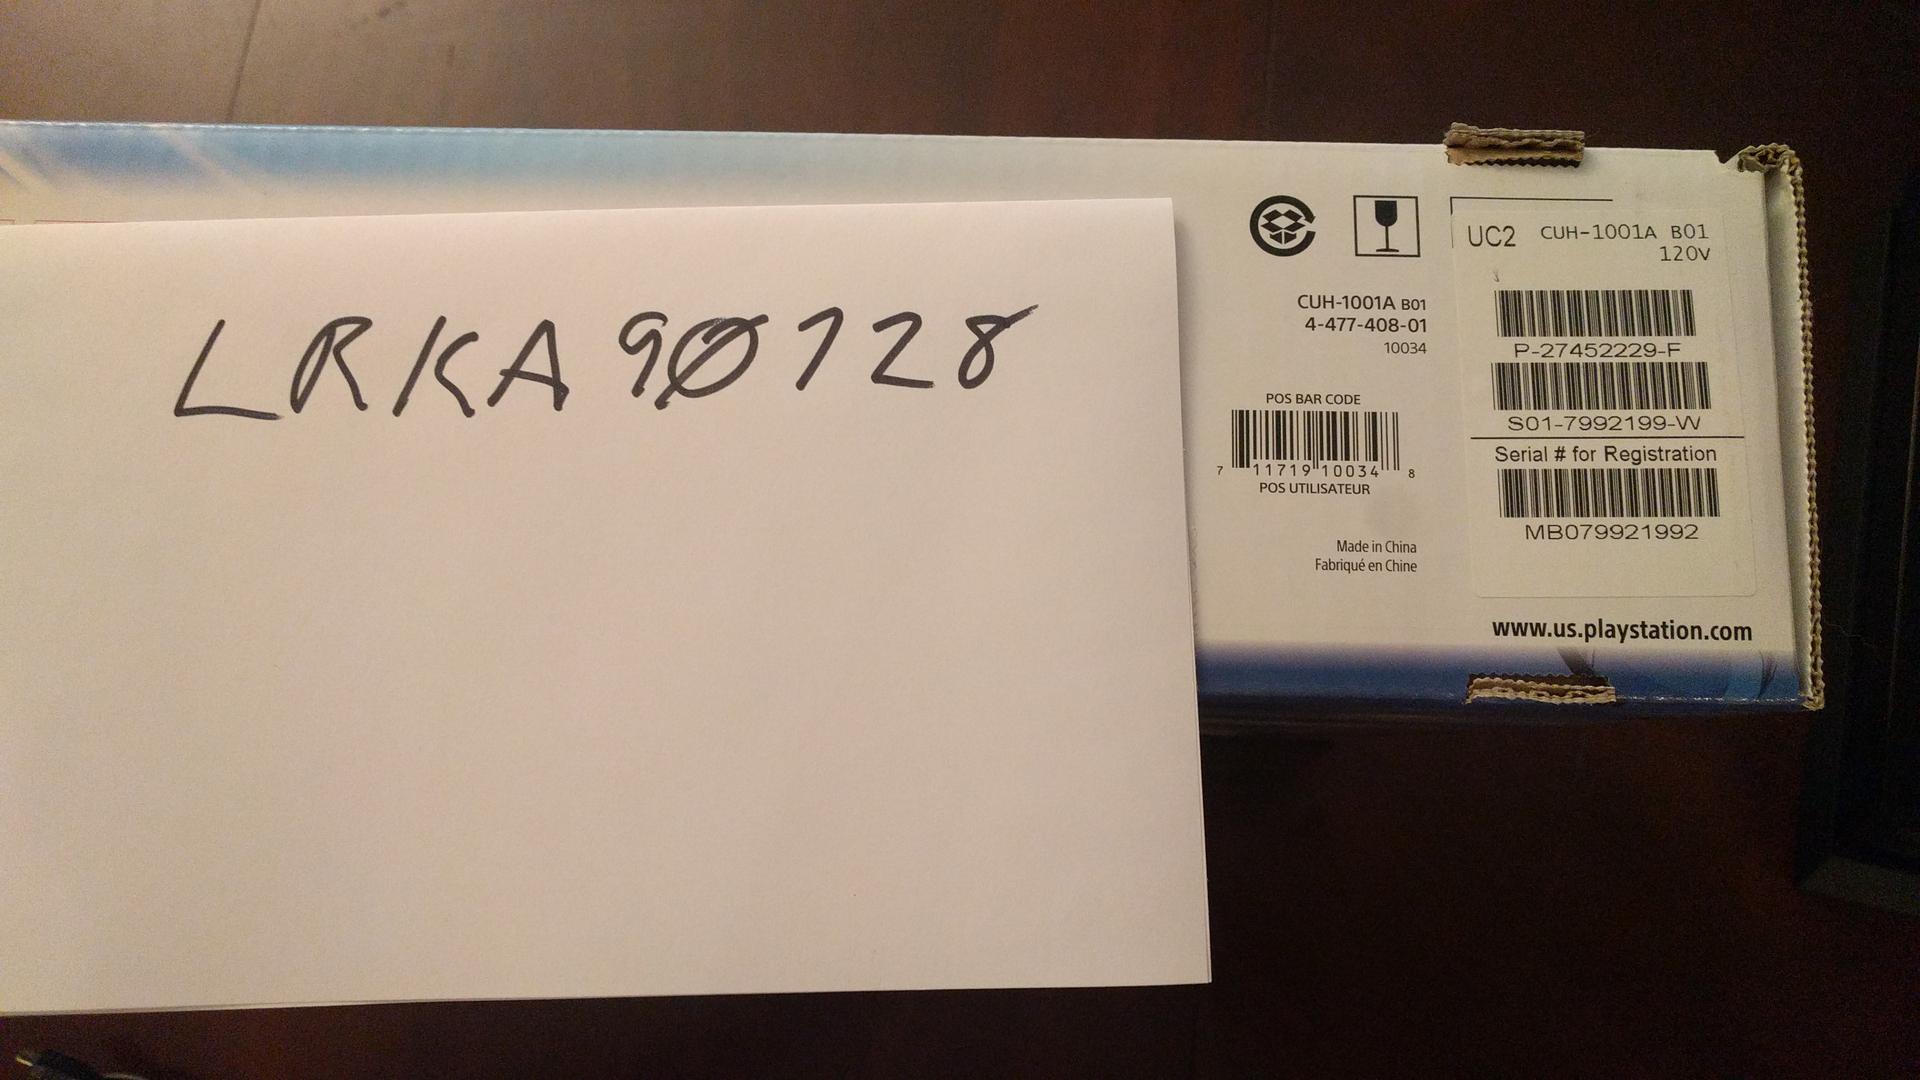 LRKA90728
CUH-1001A B01
4-477-408-01
10034
POS BAR CODE
7 11719 10034 8
POS UTILISATEUR
Made in China
Fabriqué en Chine
UC2 CUH-1001A B01
120V
P-27452229-F
S01-7992199-W
Serial # for Registration
MB079921992
www.us.playstation.com